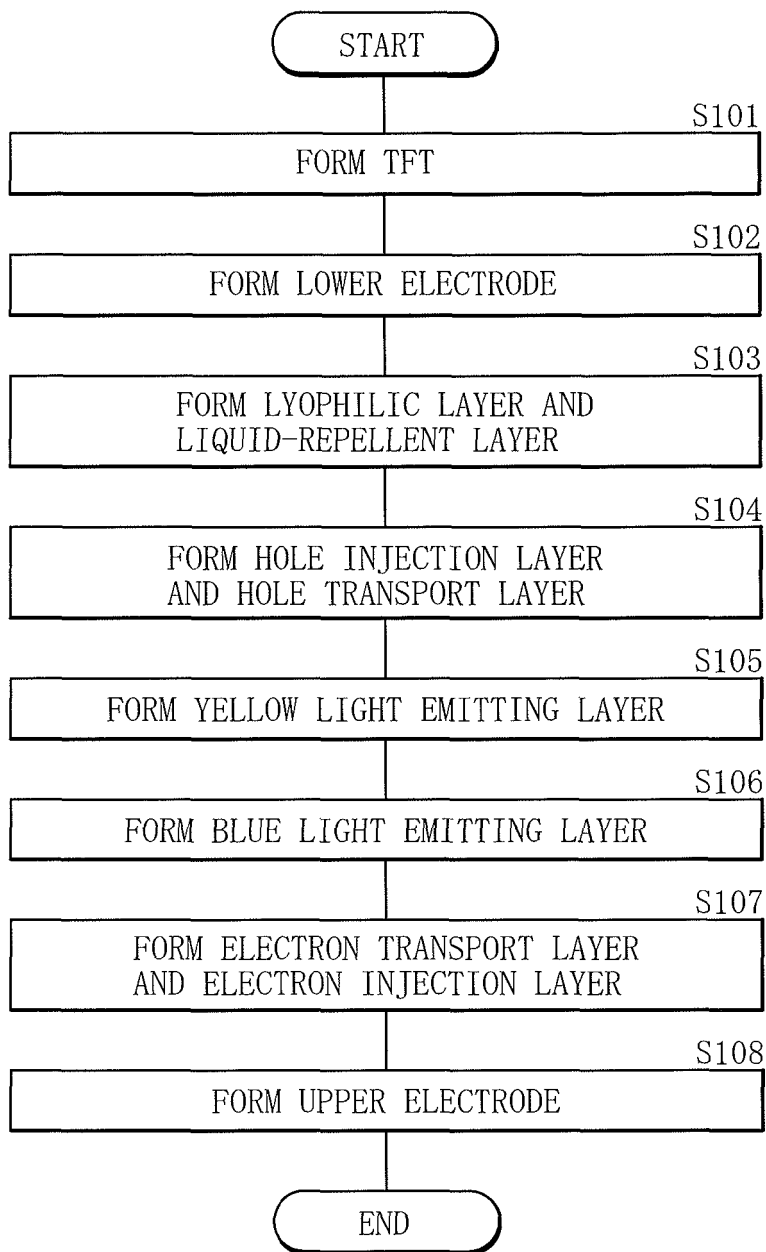 START
S101
FORM TFT
S102
FORM LOWER ELECTRODE
S103
FORM LYOPHILIC LAYER AND
LIQUID-REPELLENT LAYER
S104
FORM HOLE INJECTION LAYER
AND HOLE TRANSPORT LAYER
S105
FORM YELLOW LIGHT EMITTING LAYER
S106
FORM BLUE LIGHT EMITTING LAYER
S107
FORM ELECTRON TRANSPORT LAYER
AND ELECTRON INJECTION LAYER
S108
FORM UPPER ELECTRODE
END